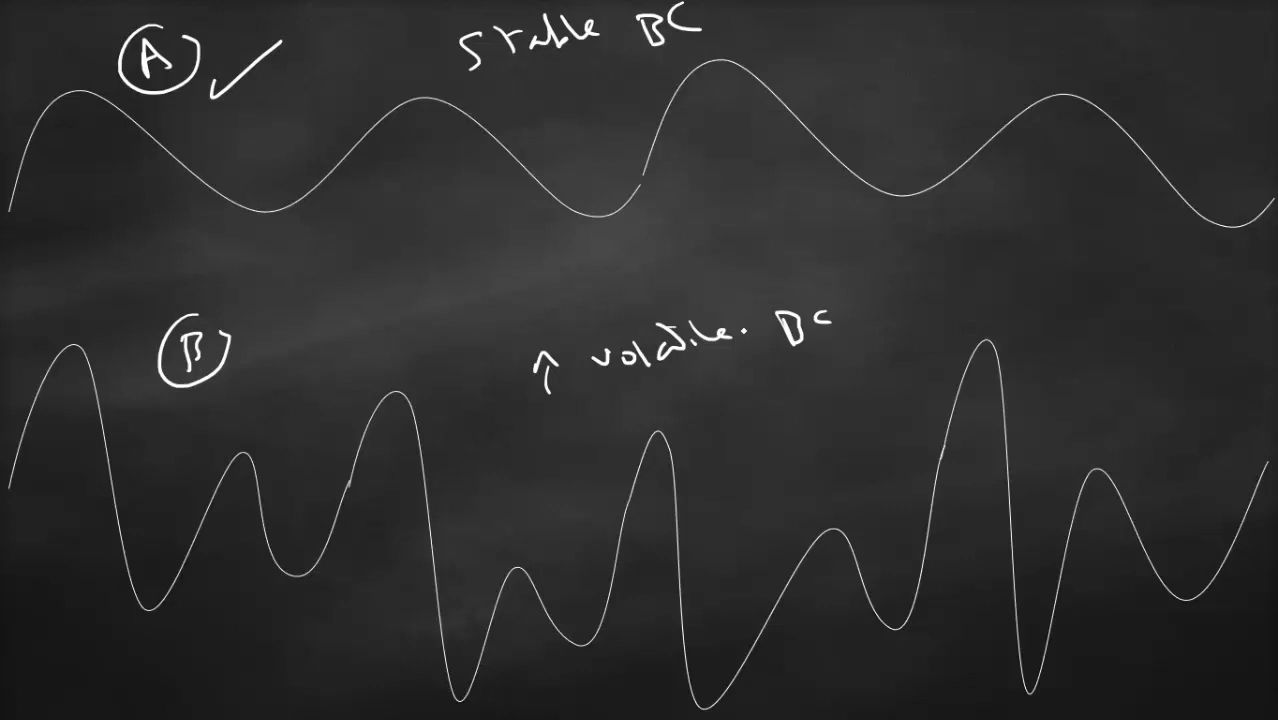 A ✓ Stable BC
B ↑ volatile. BC